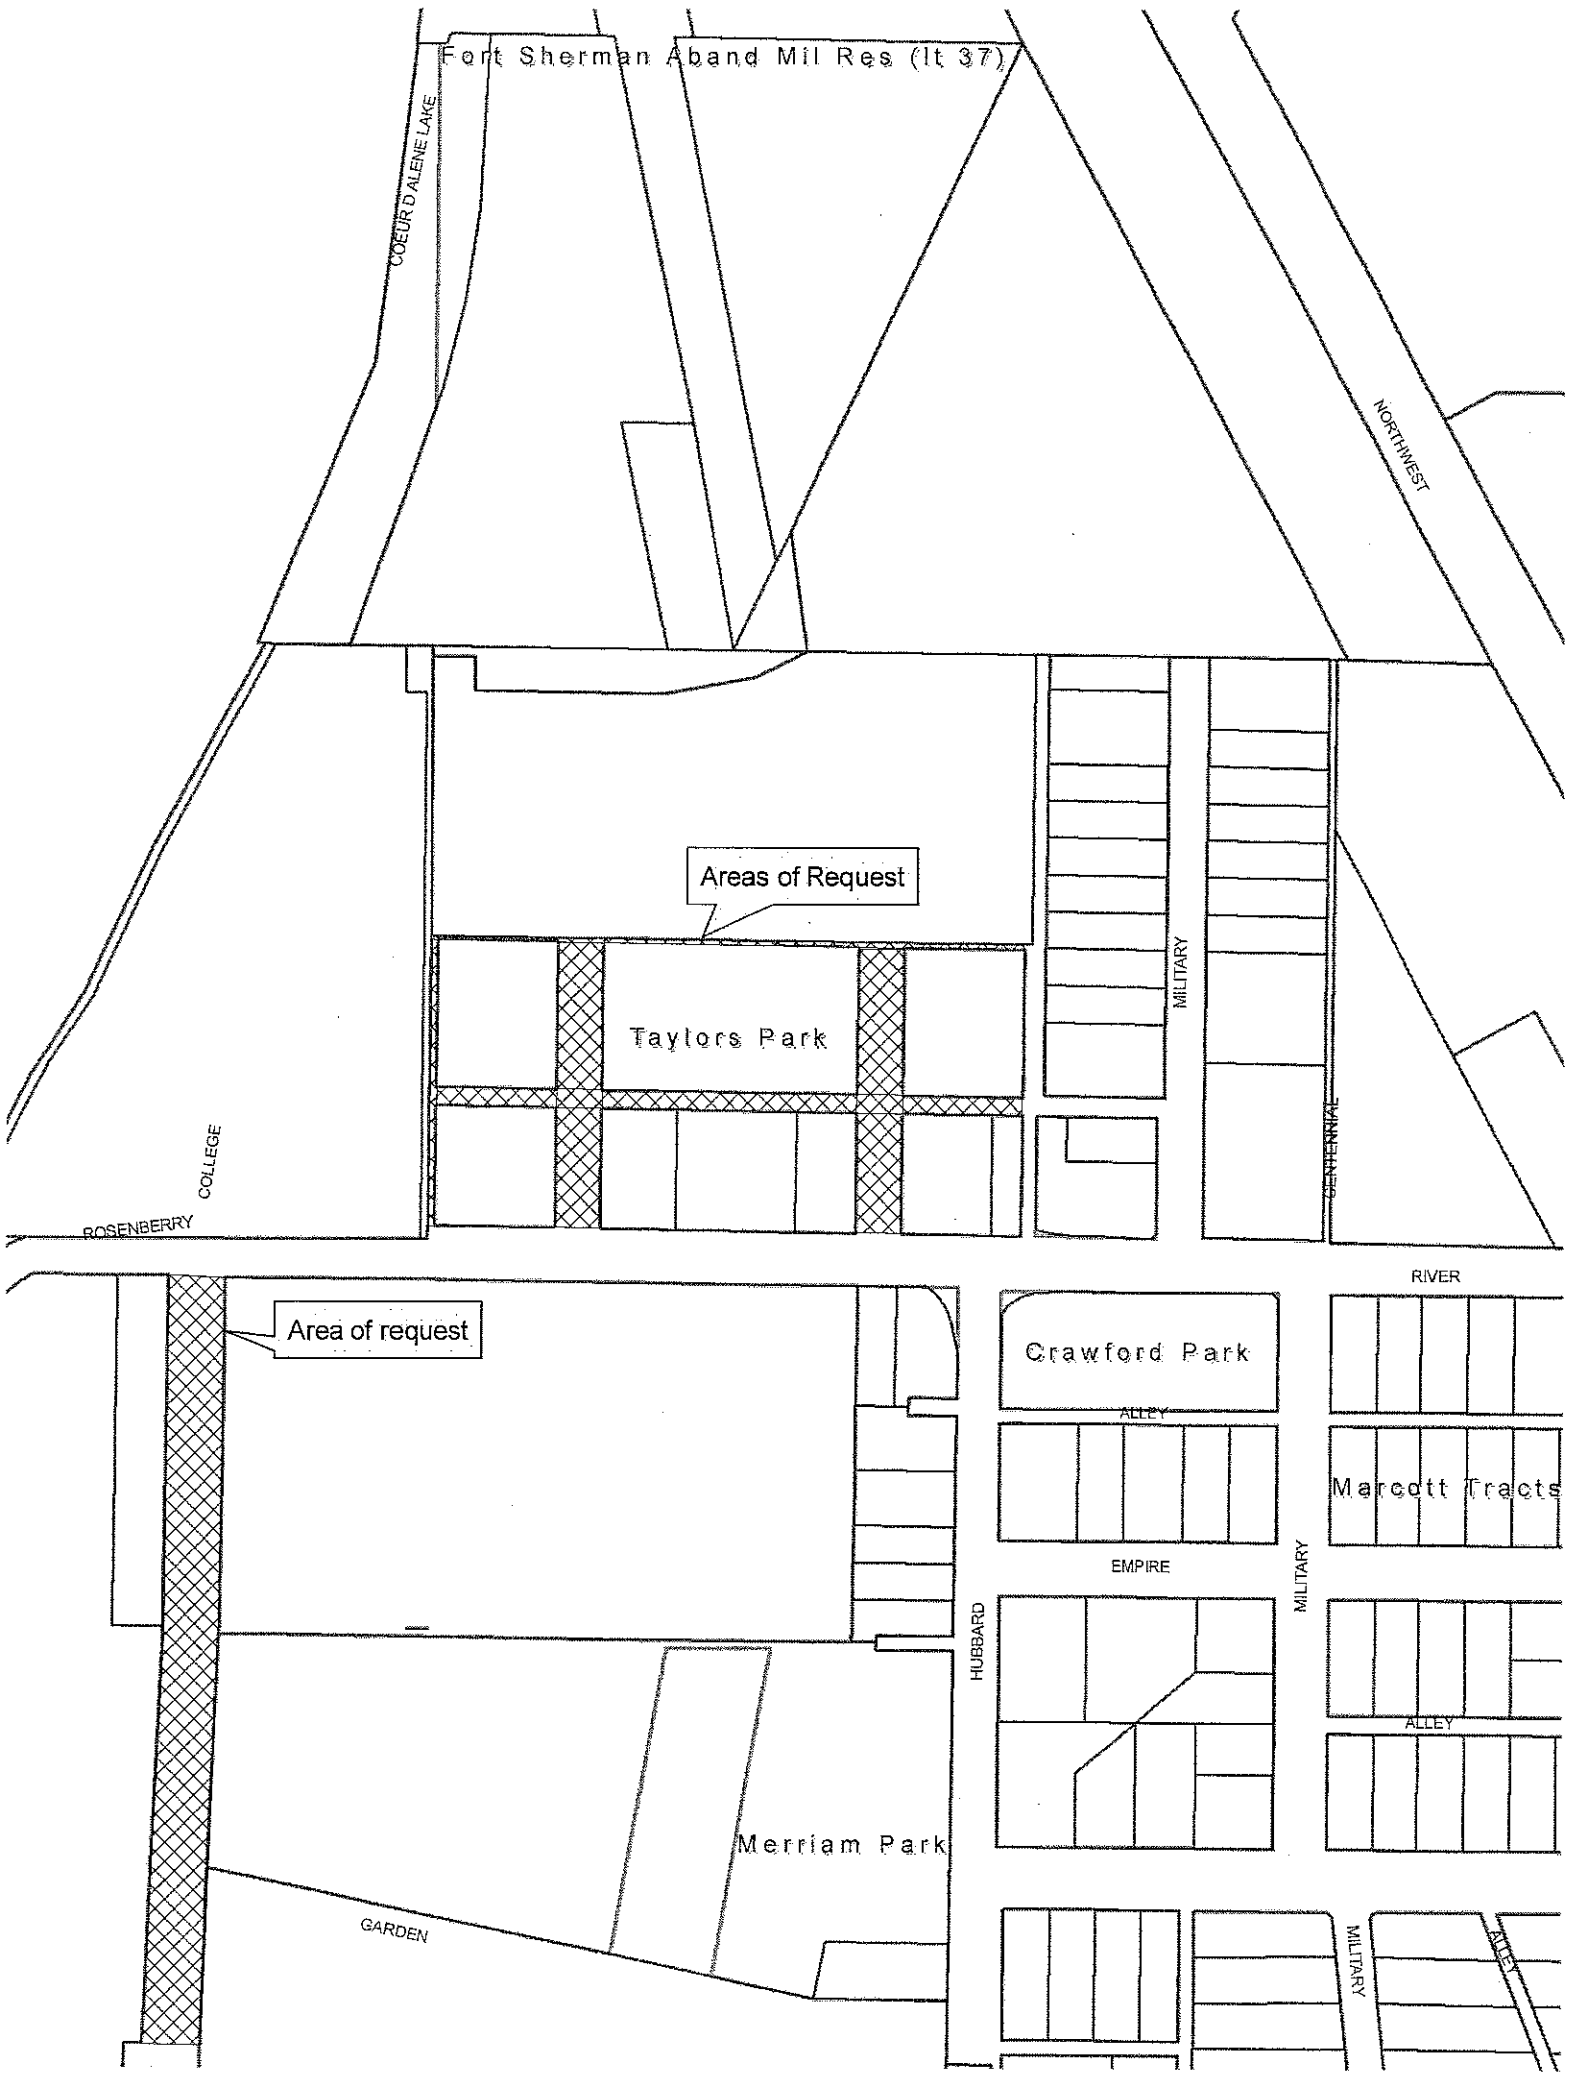 Fort Sherman Aband Mil Res (lt 37)
COEUR D ALENE LAKE
NORTHWEST
Areas of Request
MILITARY
Taylors Park
CENTENNIAL
COLLEGE
ROSENBERRY
RIVER
Area of request
Crawford Park
ALLEY
Marcott Tracts
EMPIRE
MILITARY
HUBBARD
ALLEY
Merriam Park
GARDEN
MILITARY
ALLEY